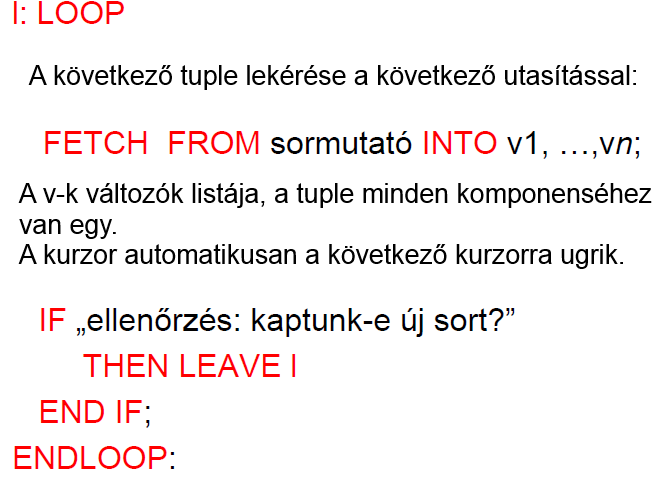 l: LOOP
A következő tuple lekérése a következő utasítással:
FETCH FROM sormutató INTO v1, …,vn;
A v-k változók listája, a tuple minden komponenséhez
van egy.
A kurzor automatikusan a következő kurzorra ugrik.
IF „ellenőrzés: kaptunk-e új sort?”
THEN LEAVE l
END IF;
ENDLOOP: